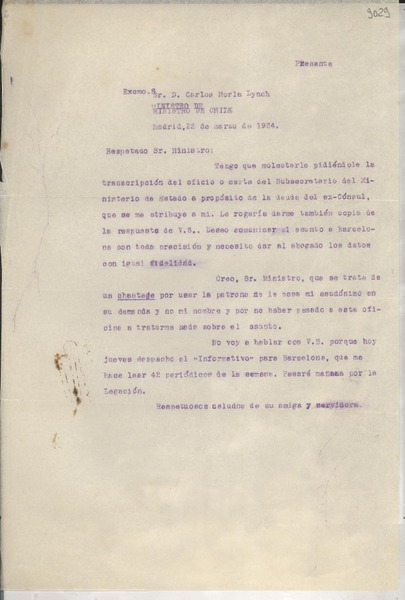 9029
Presente
Excmo. S
Sr. D. Carlos Morla Lynch
MINISTRO DE
MINISTRO DE CHILE
Madrid, 22 de marzo de 1934.
Respetado Sr. Ministro:
Tengo que molestarle pidiéndole la
transcripción del oficio o carta del Subsecretario del Mi-
nisterio de Estado a propósito de la deuda del ex-Cónsul,
que se me atribuye a mí. Le rogaría darme también copia de
la respuesta de V.S.. Deseo comunicar el asunto a Barcelo-
na con toda precisión y necesito dar al abogado los datos
con igual fidelidad.
Creo, Sr. Ministro, que se trata de
un chantage por usar la patrona de la casa mi seudónimo en
su demanda y no mi nombre y por no haber pasado a esta ofi-
cina a tratarme nada sobre el asunto.
No voy a hablar con V.S. porque hoy
jueves despacho el "Informativo" para Barcelona, que me
hace leer 42 periódicos de la semana. Pasaré mañana por la
Legación.
Respetuosos saludos de su amiga y servidora.